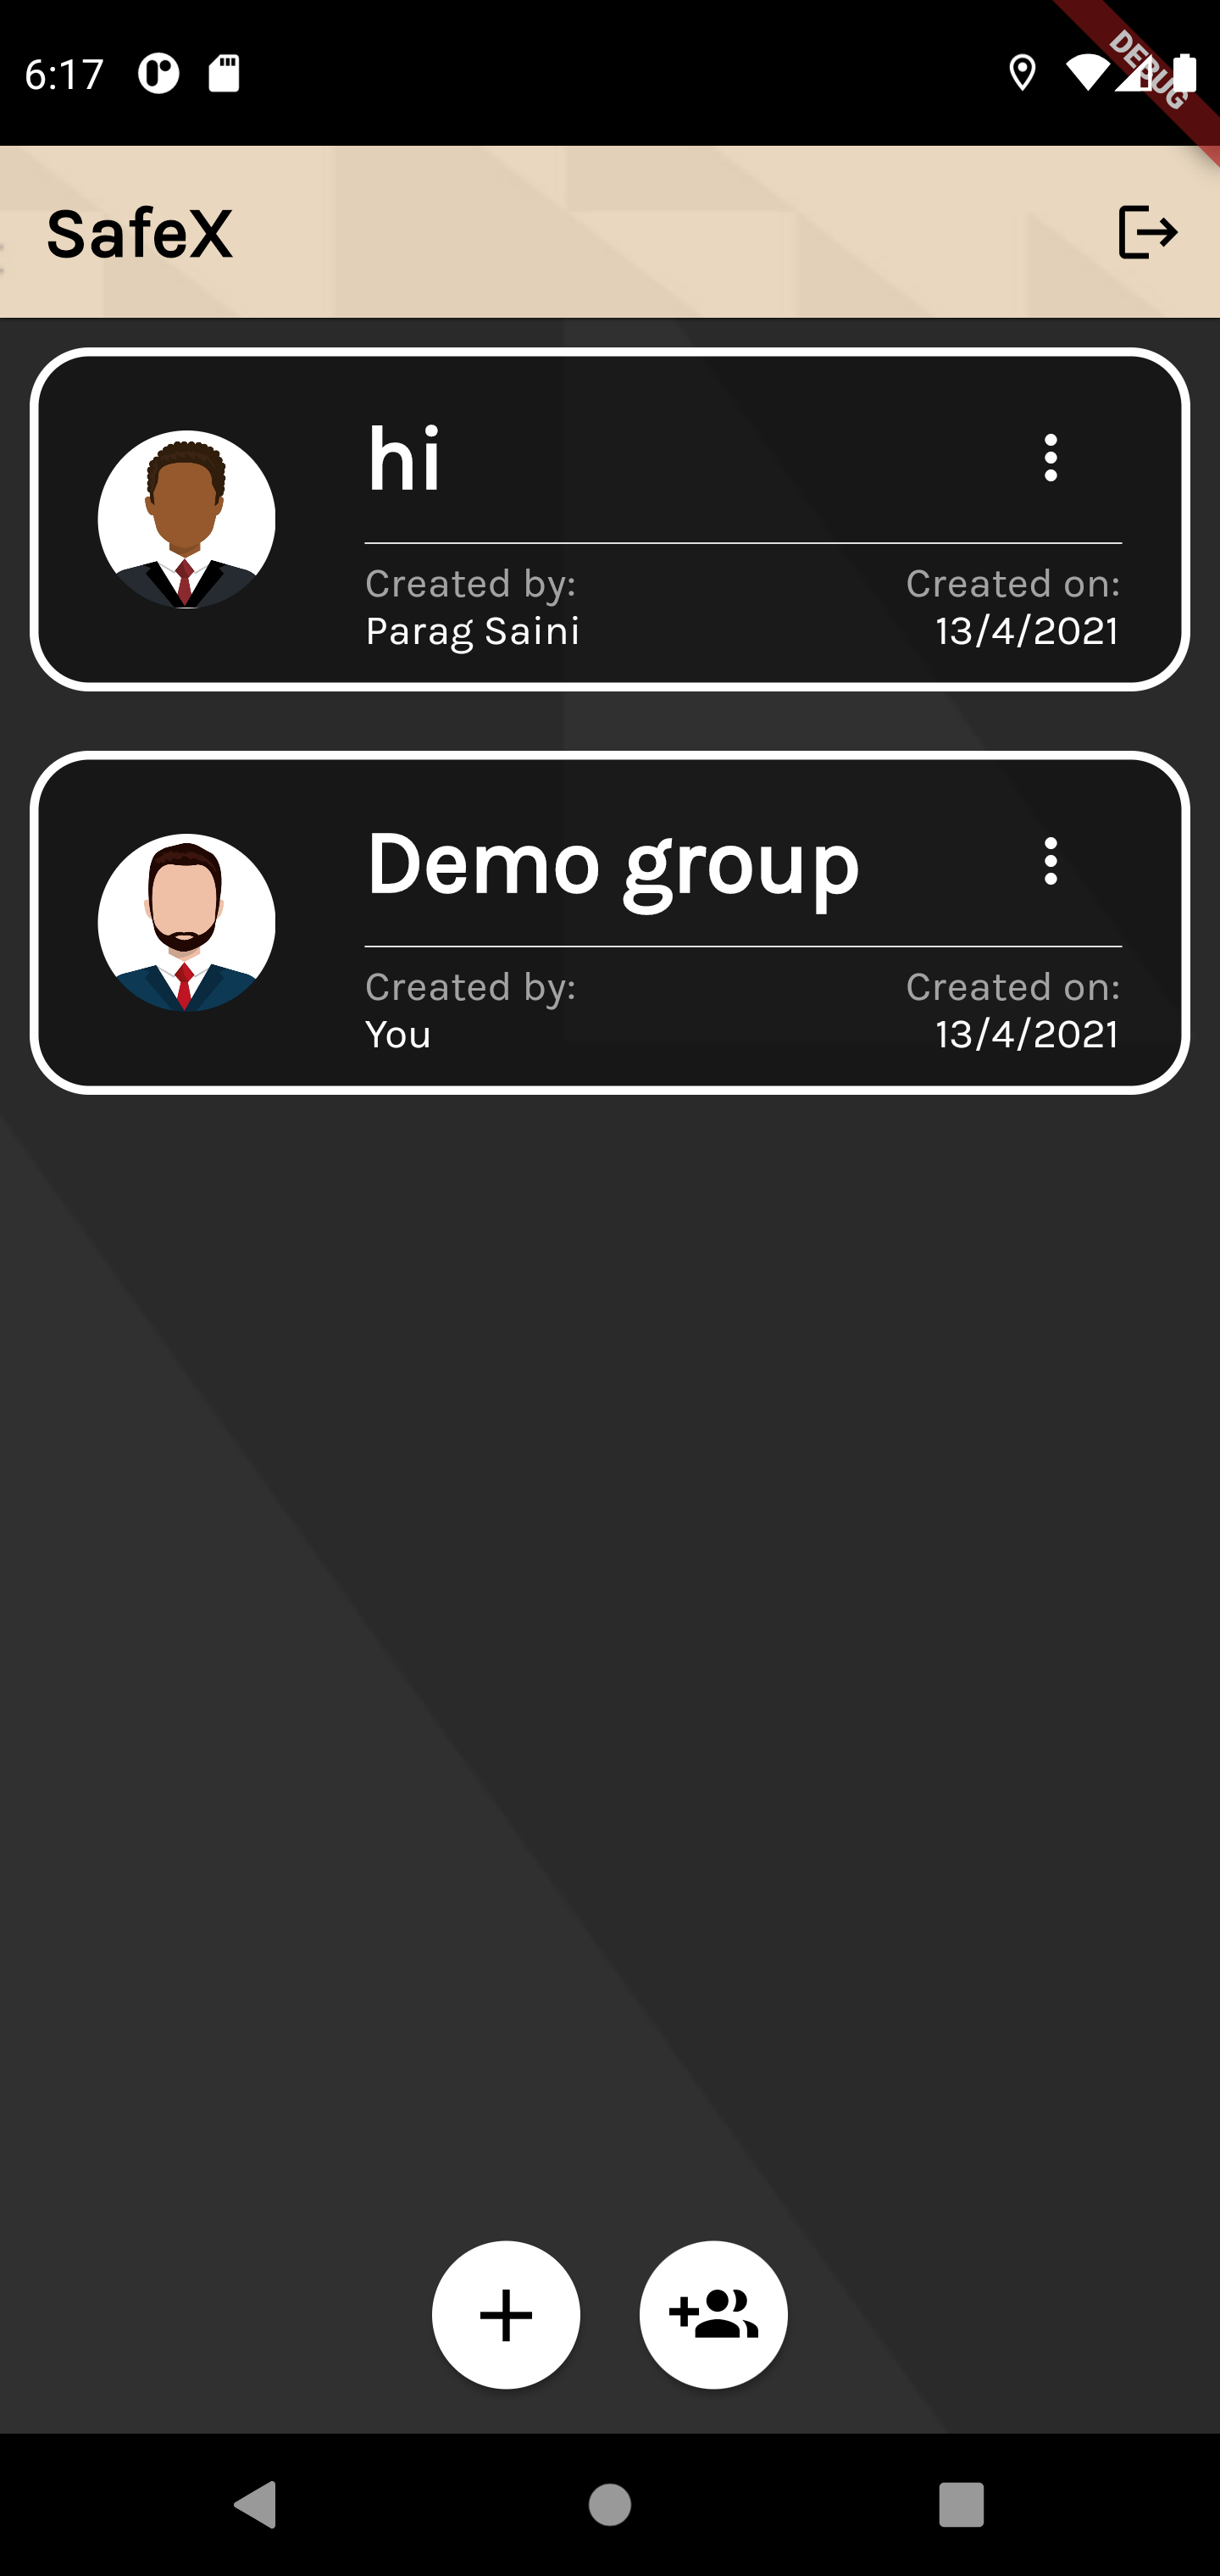 6:17
DEBUG
SafeX
hi
Created by: Created on:
Parag Saini 13/4/2021
Demo group
Created by: Created on:
You 13/4/2021